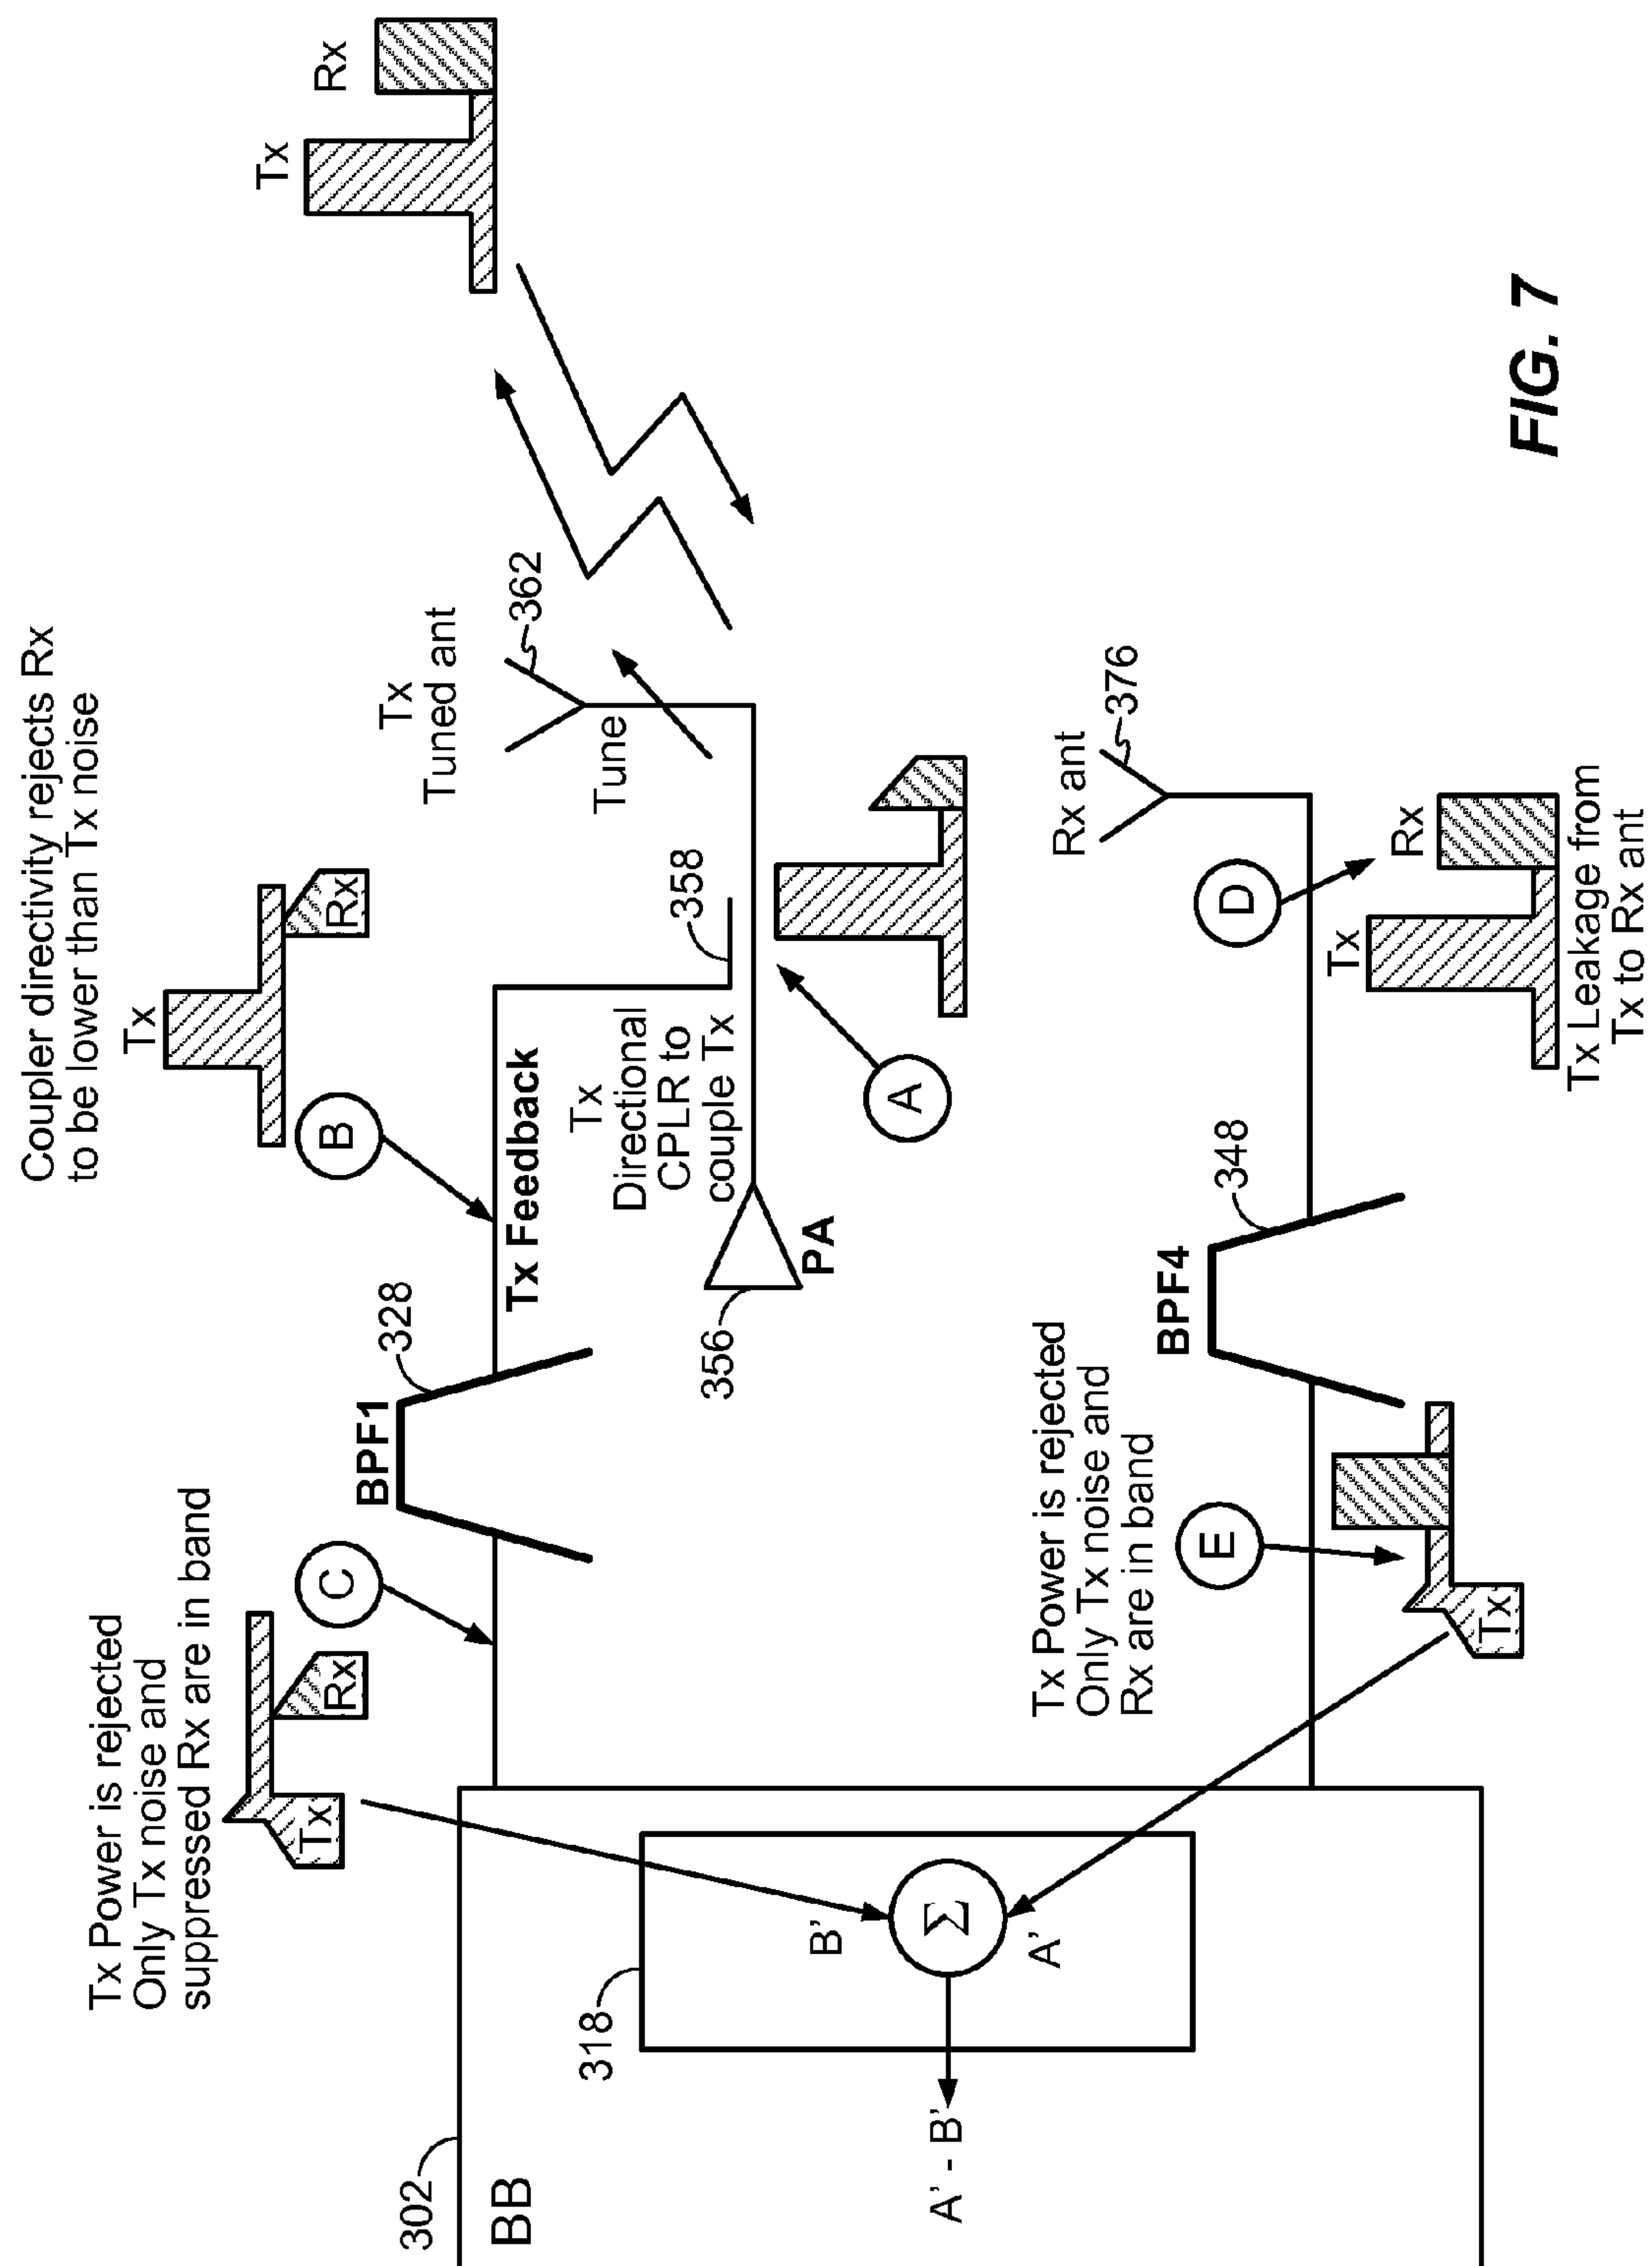 Coupler directivity rejects Rx
to be lower than Tx noise
Tx Power is rejected
Only Tx noise and
suppressed Rx are in band
Tx
Rx
Tx
Rx
B
Tx
Rx
C
BPF1
328
Tx Feedback
Tx
Directional
CPLR to
couple Tx
358
Tx
Tuned ant
362
Tune
302
BB
318
B'
Σ
A'
A' - B'
356
PA
A
Tx Power is rejected
Only Tx noise and
Rx are in band
E
Tx
BPF4
348
D
Rx ant
376
Tx
Rx
Tx Leakage from
Tx to Rx ant
FIG. 7